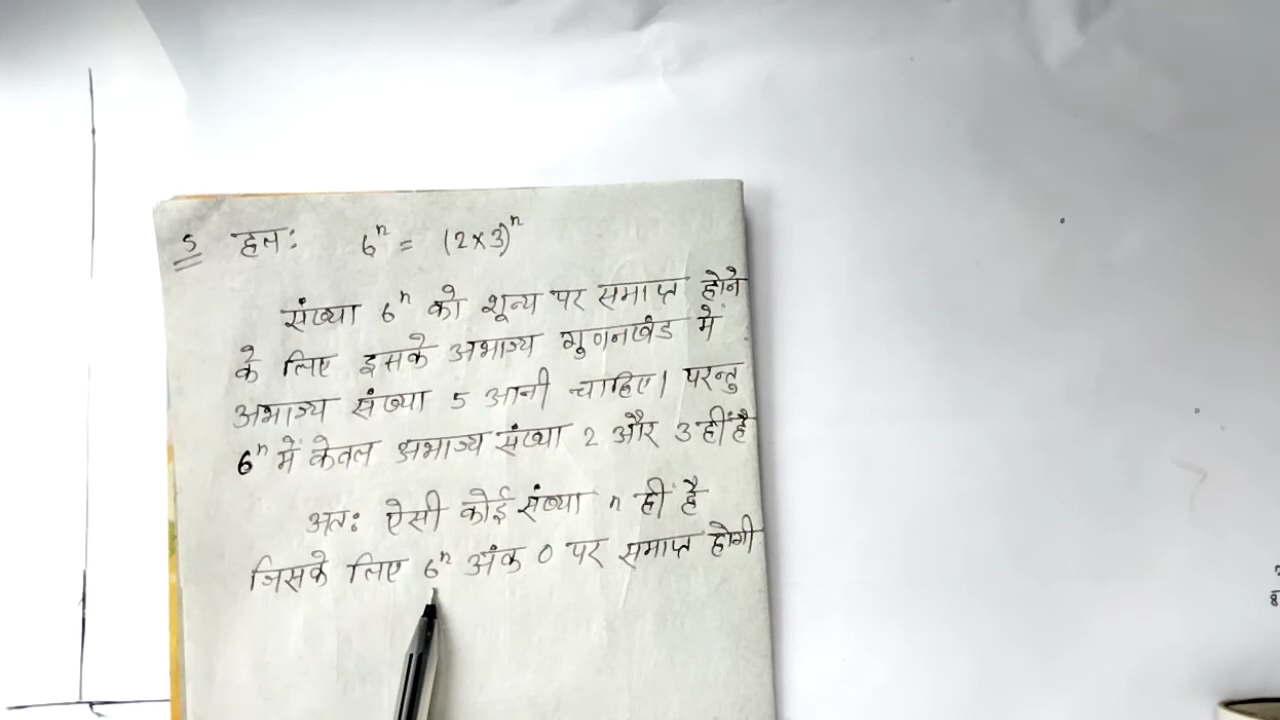 5 हल: 6ⁿ = (2×3)ⁿ
संख्या 6ⁿ को शून्य पर समाप्त होने
के लिए इसके अभाज्य गुणनखंड में
अभाज्य संख्या 5 आनी चाहिए। परन्तु
6ⁿ में केवल अभाज्य संख्या 2 और 3 हीं है
अत: ऐसी कोई संख्या n हीं है
जिसके लिए 6ⁿ अंक 0 पर समाप्त होगी